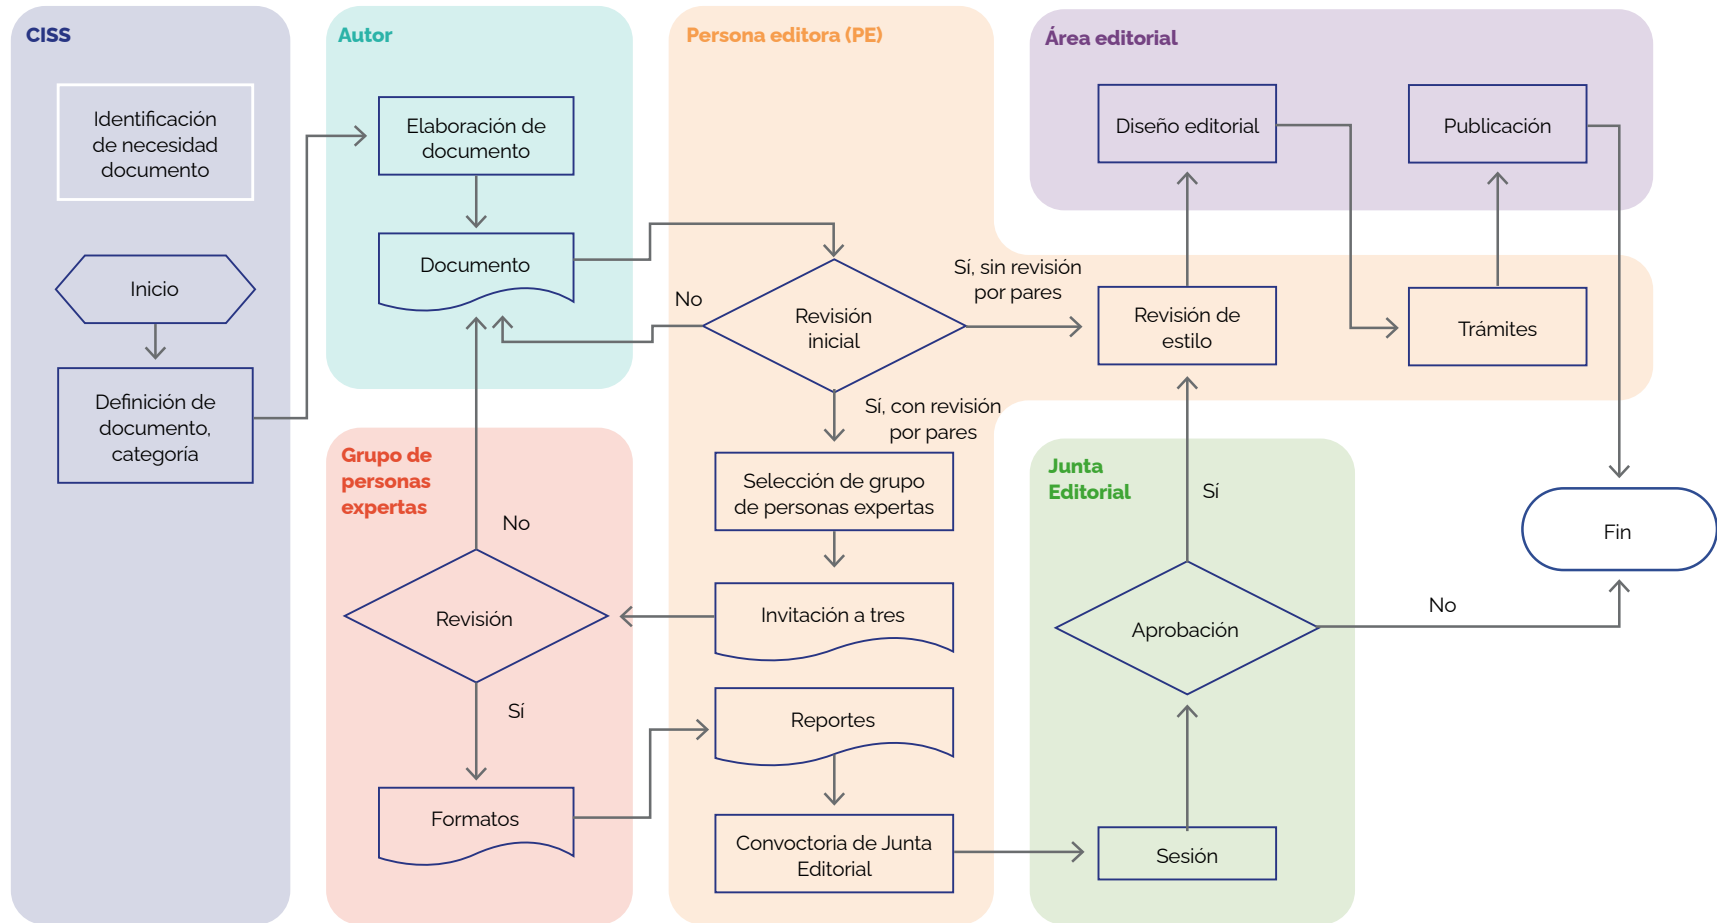 CISS
Identificación
de necesidad
documento
Inicio
Definición de
documento,
categoría
Autor
Elaboración de
documento
Documento
Grupo de
personas
expertas
No
Revisión
Sí
Formatos
Persona editora (PE)
No
Revisión
inicial
Sí, sin revisión
por pares
Sí, con revisión
por pares
Selección de grupo
de personas expertas
Invitación a tres
Reportes
Convoctoria de Junta
Editorial
Revisión de
estilo
Trámites
Área editorial
Diseño editorial
Publicación
Junta
Editorial
Sí
Aprobación
No
Sesión
Fin